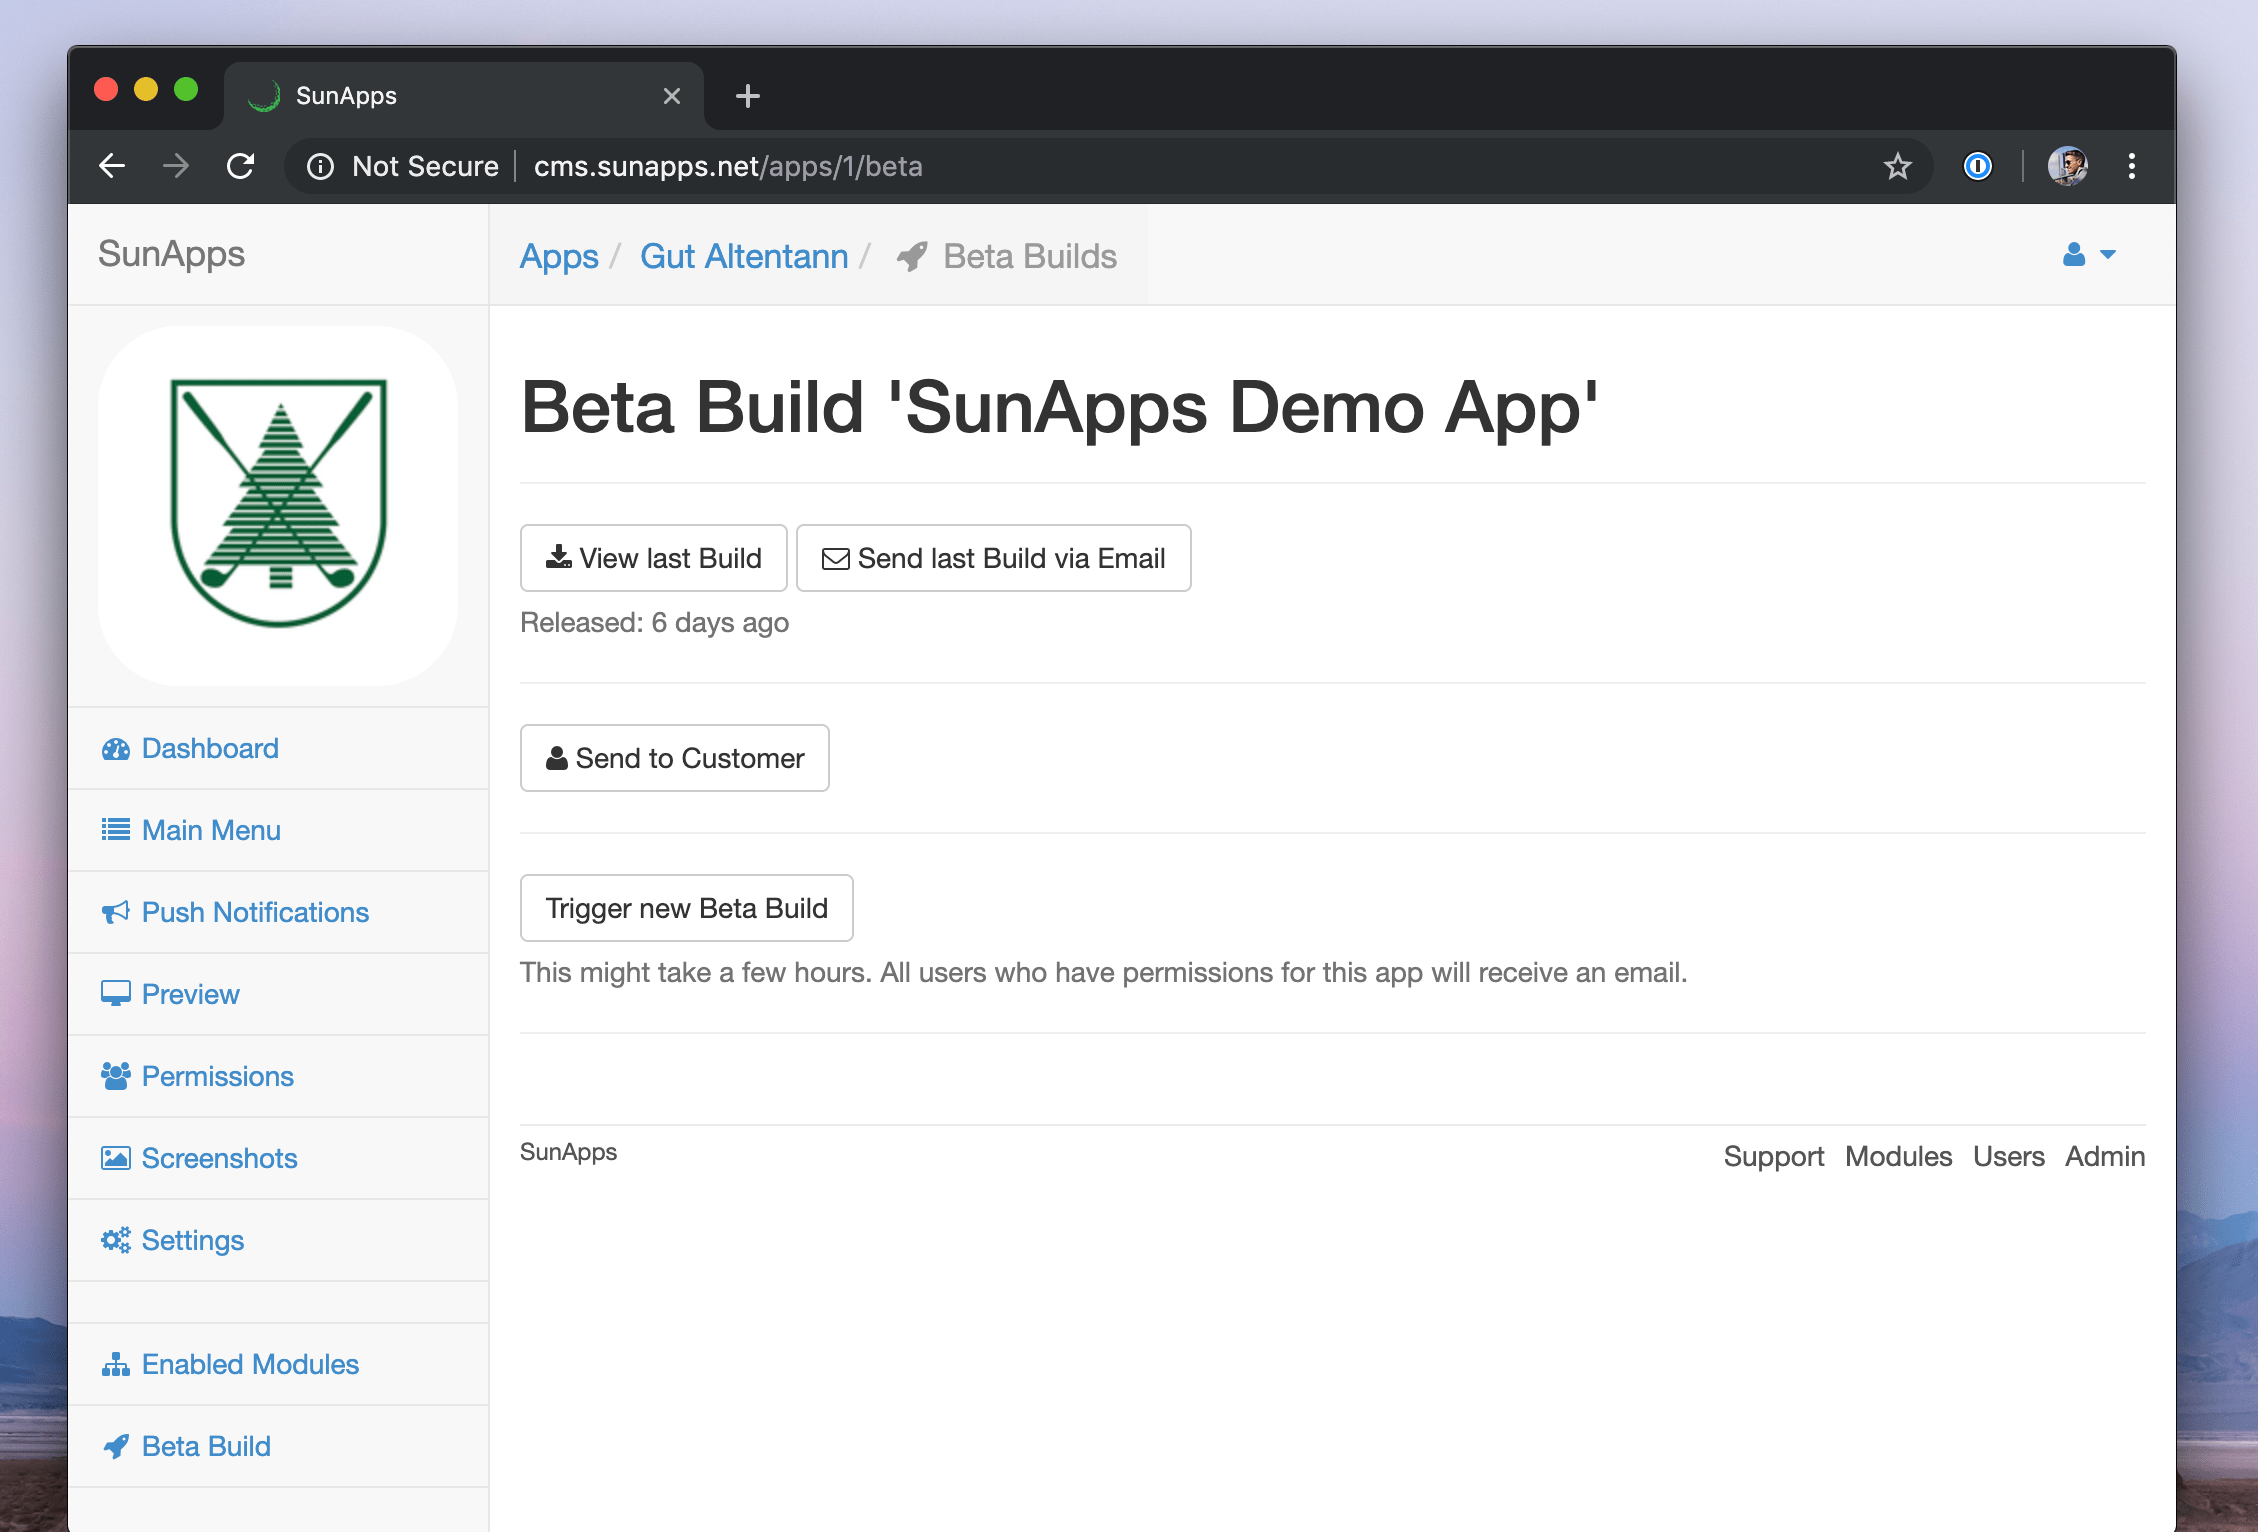 SunApps
Not Secure cms.sunapps.net/apps/1/beta
SunApps
Apps / Gut Altentann / Beta Builds
Beta Build 'SunApps Demo App'
View last Build
Send last Build via Email
Released: 6 days ago
Send to Customer
Trigger new Beta Build
This might take a few hours. All users who have permissions for this app will receive an email.
Dashboard
Main Menu
Push Notifications
Preview
Permissions
Screenshots
Settings
Enabled Modules
Beta Build
SunApps
Support Modules Users Admin